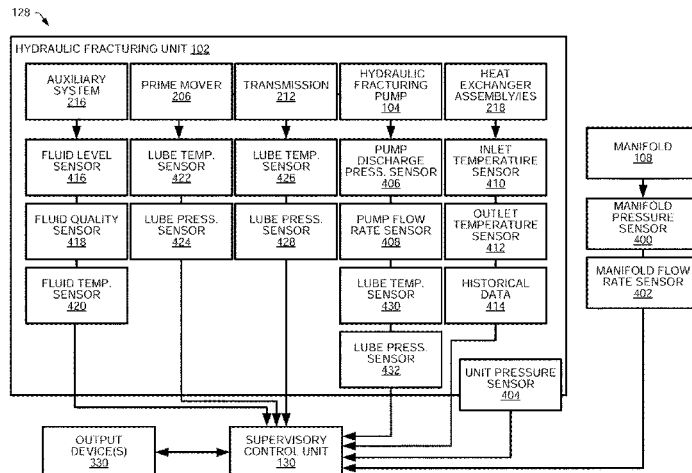 128
HYDRAULIC FRACTURING UNIT 102
AUXILIARY
SYSTEM
216
PRIME MOVER
206
TRANSMISSION
212
HYDRAULIC
FRACTURING
PUMP
104
HEAT
EXCHANGER
ASSEMBLY/IES
218
FLUID LEVEL
SENSOR
416
LUBE TEMP.
SENSOR
422
LUBE TEMP.
SENSOR
426
PUMP
DISCHARGE
PRESS. SENSOR
406
INLET
TEMPERATURE
SENSOR
410
MANIFOLD
108
FLUID QUALITY
SENSOR
418
LUBE PRESS.
SENSOR
424
LUBE PRESS.
SENSOR
428
PUMP FLOW
RATE SENSOR
408
OUTLET
TEMPERATURE
SENSOR
412
MANIFOLD
PRESSURE
SENSOR
400
FLUID TEMP.
SENSOR
420
LUBE TEMP.
SENSOR
430
HISTORICAL
DATA
414
MANIFOLD FLOW
RATE SENSOR
402
LUBE PRESS.
SENSOR
432
UNIT PRESSURE
SENSOR
404
OUTPUT
DEVICE(S)
330
SUPERVISORY
CONTROL UNIT
130